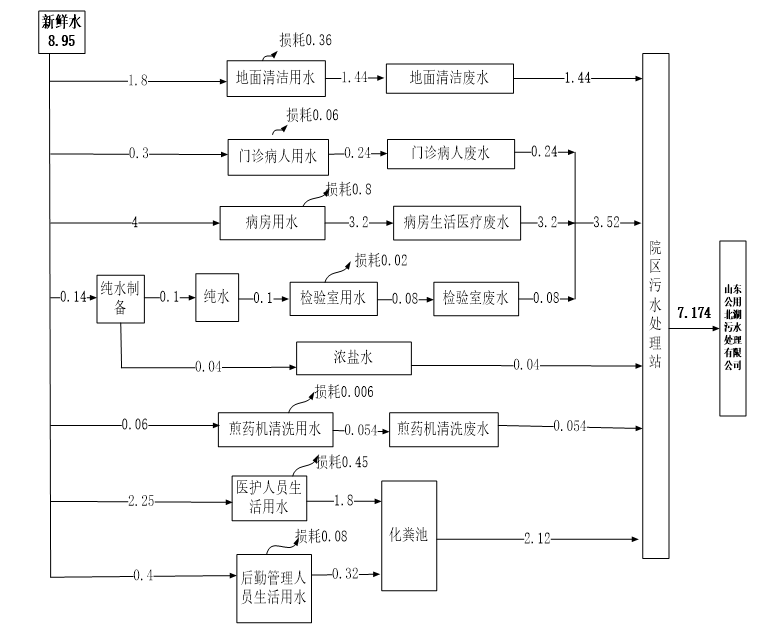 新鲜水
8.95
损耗0.36
1.8
地面清洁用水
1.44
地面清洁废水
1.44
损耗0.06
0.3
门诊病人用水
0.24
门诊病人废水
0.24
损耗0.8
4
病房用水
3.2
病房生活医疗废水
3.2
3.52
损耗0.02
0.14
纯水制
备
0.1
纯水
0.1
检验室用水
0.08
检验室废水
0.08
0.04
浓盐水
0.04
损耗0.006
0.06
煎药机清洗用水
0.054
煎药机清洗废水
0.054
损耗0.45
2.25
医护人员生
活用水
1.8
化粪池
2.12
损耗0.08
0.4
后勤管理人
员生活用水
0.32
院区污水处理站
7.174
山东
公用
北湖
污水
处理
有限
公司